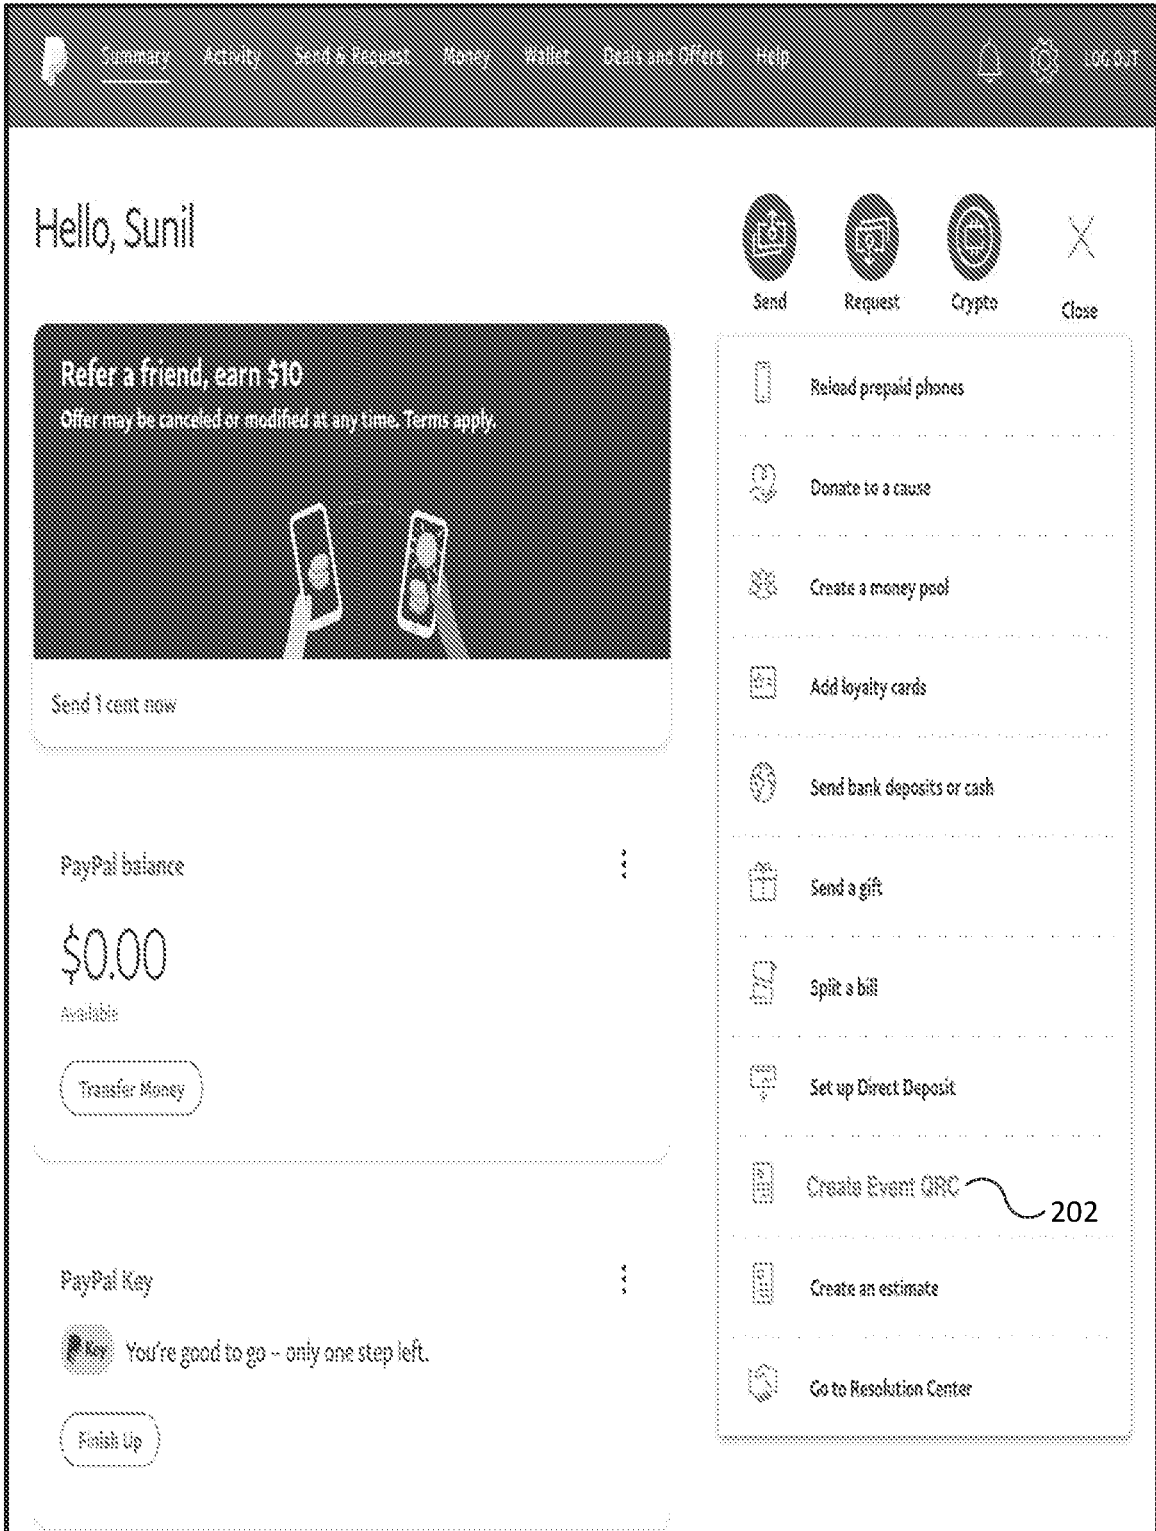 Summary Activity Send & Request Money Wallet Deals and Offers Help LOG OUT
Hello, Sunil
Send Request Crypto Close
Refer a friend, earn $10
Offer may be canceled or modified at any time. Terms apply.
Send 1 cent now
PayPal balance
$0.00
Available
Transfer Money
PayPal Key
P Key You're good to go – only one step left.
Finish Up
Reload prepaid phones
Donate to a cause
Create a money pool
Add loyalty cards
Send bank deposits or cash
Send a gift
Split a bill
Set up Direct Deposit
Create Event QRC
202
Create an estimate
Go to Resolution Center